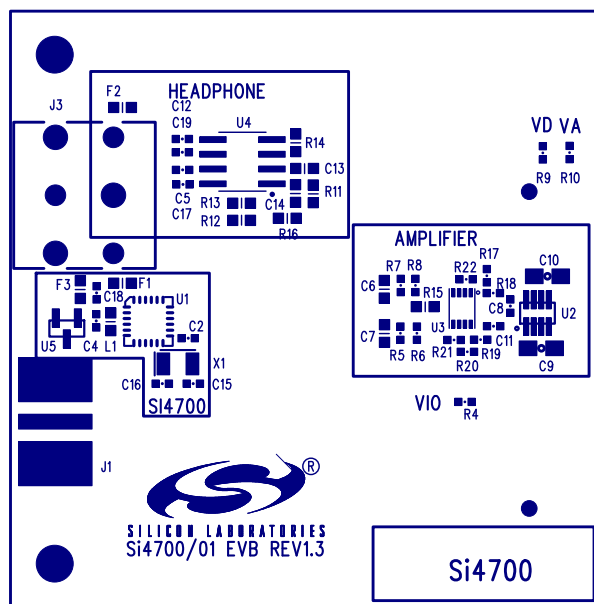 F2
HEADPHONE
J3
C12
C19
U4
R14
C13
C5
C17
R13
R12
C14
R11
R16
VD VA
R9 R10
AMPLIFIER
F3
C18
F1
U1
C2
U5
C4
L1
X1
C16
C15
SI4700
C6
R7
R8
R22
R17
C10
R15
R18
C8
U2
C7
U3
R5
R6
R21
R20
R19
C11
C9
VIO
R4
J1
®
SILICON LABORATORIES
Si4700/01 EVB REV1.3
Si4700